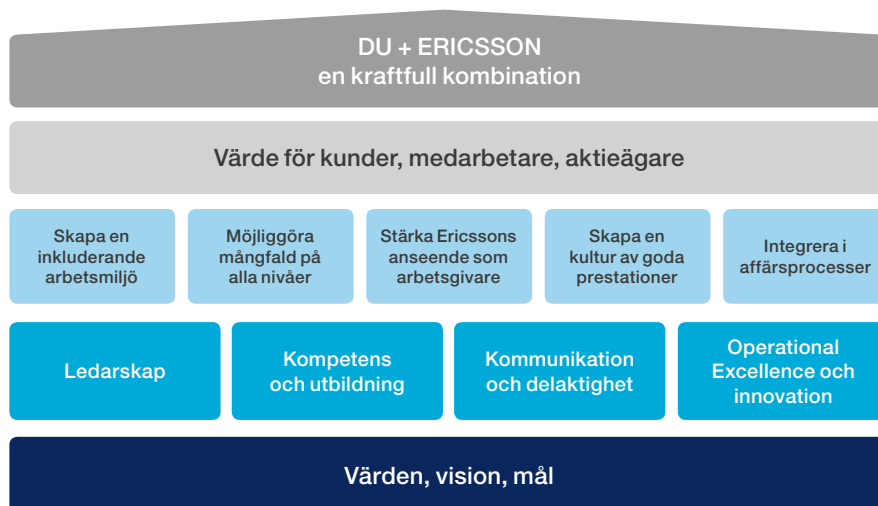 DU + ERICSSON
en kraftfull kombination
Värde för kunder, medarbetare, aktieägare
Skapa en
inkluderande
arbetsmiljö
Möjliggöra
mångfald på
alla nivåer
Stärka Ericssons
anseende som
arbetsgivare
Skapa en
kultur av goda
prestationer
Integrera i
affärsprocesser
Ledarskap
Kompetens
och utbildning
Kommunikation
och delaktighet
Operational
Excellence och
innovation
Värden, vision, mål